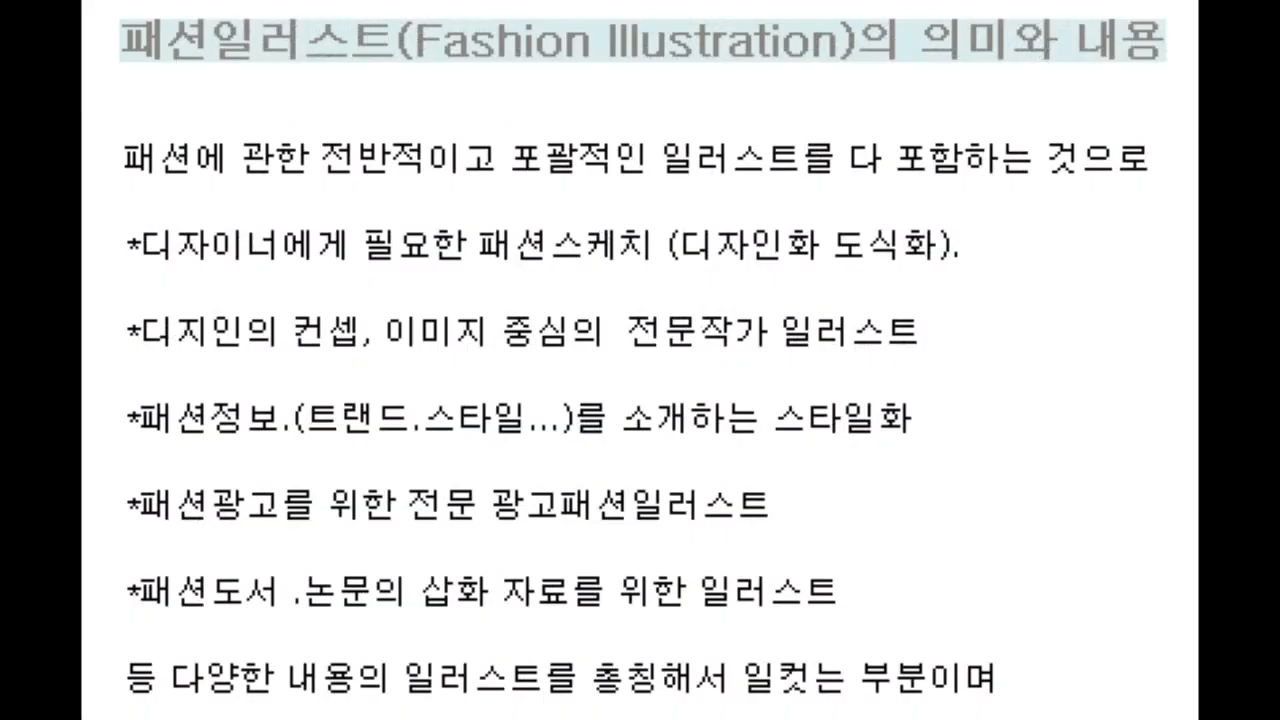 패션일러스트(Fashion Illustration)의 의미와 내용
패션에 관한 전반적이고 포괄적인 일러스트를 다 포함하는 것으로
*디자이너에게 필요한 패션스케치 (디자인화 도식화).
*디지인의 컨셉, 이미지 중심의 전문작가 일러스트
*패션정보.(트랜드.스타일...)를 소개하는 스타일화
*패션광고를 위한 전문 광고패션일러스트
*패션도서 .논문의 삽화 자료를 위한 일러스트
등 다양한 내용의 일러스트를 총칭해서 일컷는 부분이며